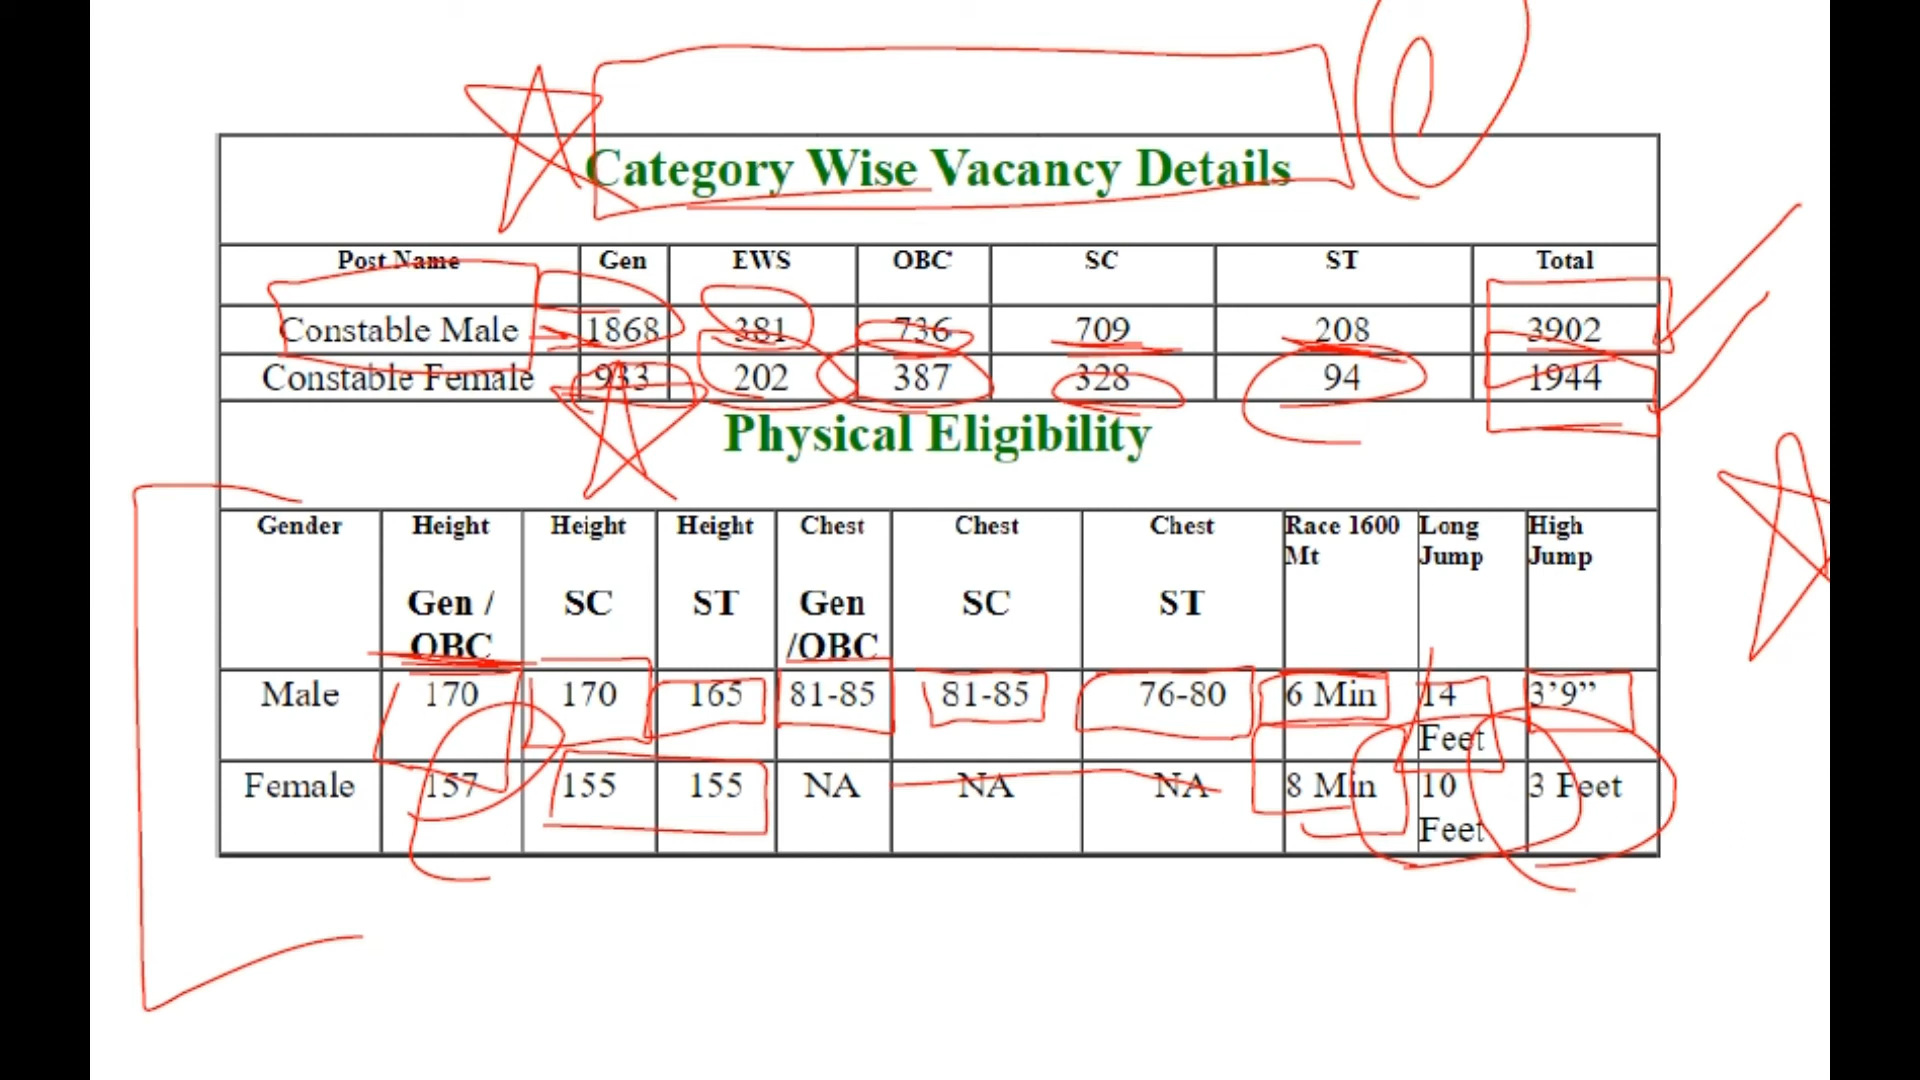 Category Wise Vacancy Details
Post Name Gen EWS OBC SC ST Total
Constable Male 1868 381 736 709 208 3902
Constable Female 933 202 387 328 94 1944
Physical Eligibility
Gender Height Height Height Chest Chest Chest Race 1600 Long High
Mt Jump Jump
Gen / SC ST Gen SC ST
OBC /OBC
Male 170 170 165 81-85 81-85 76-80 6 Min 14 3’9”
Feet
Female 157 155 155 NA NA NA 8 Min 10 3 Feet
Feet